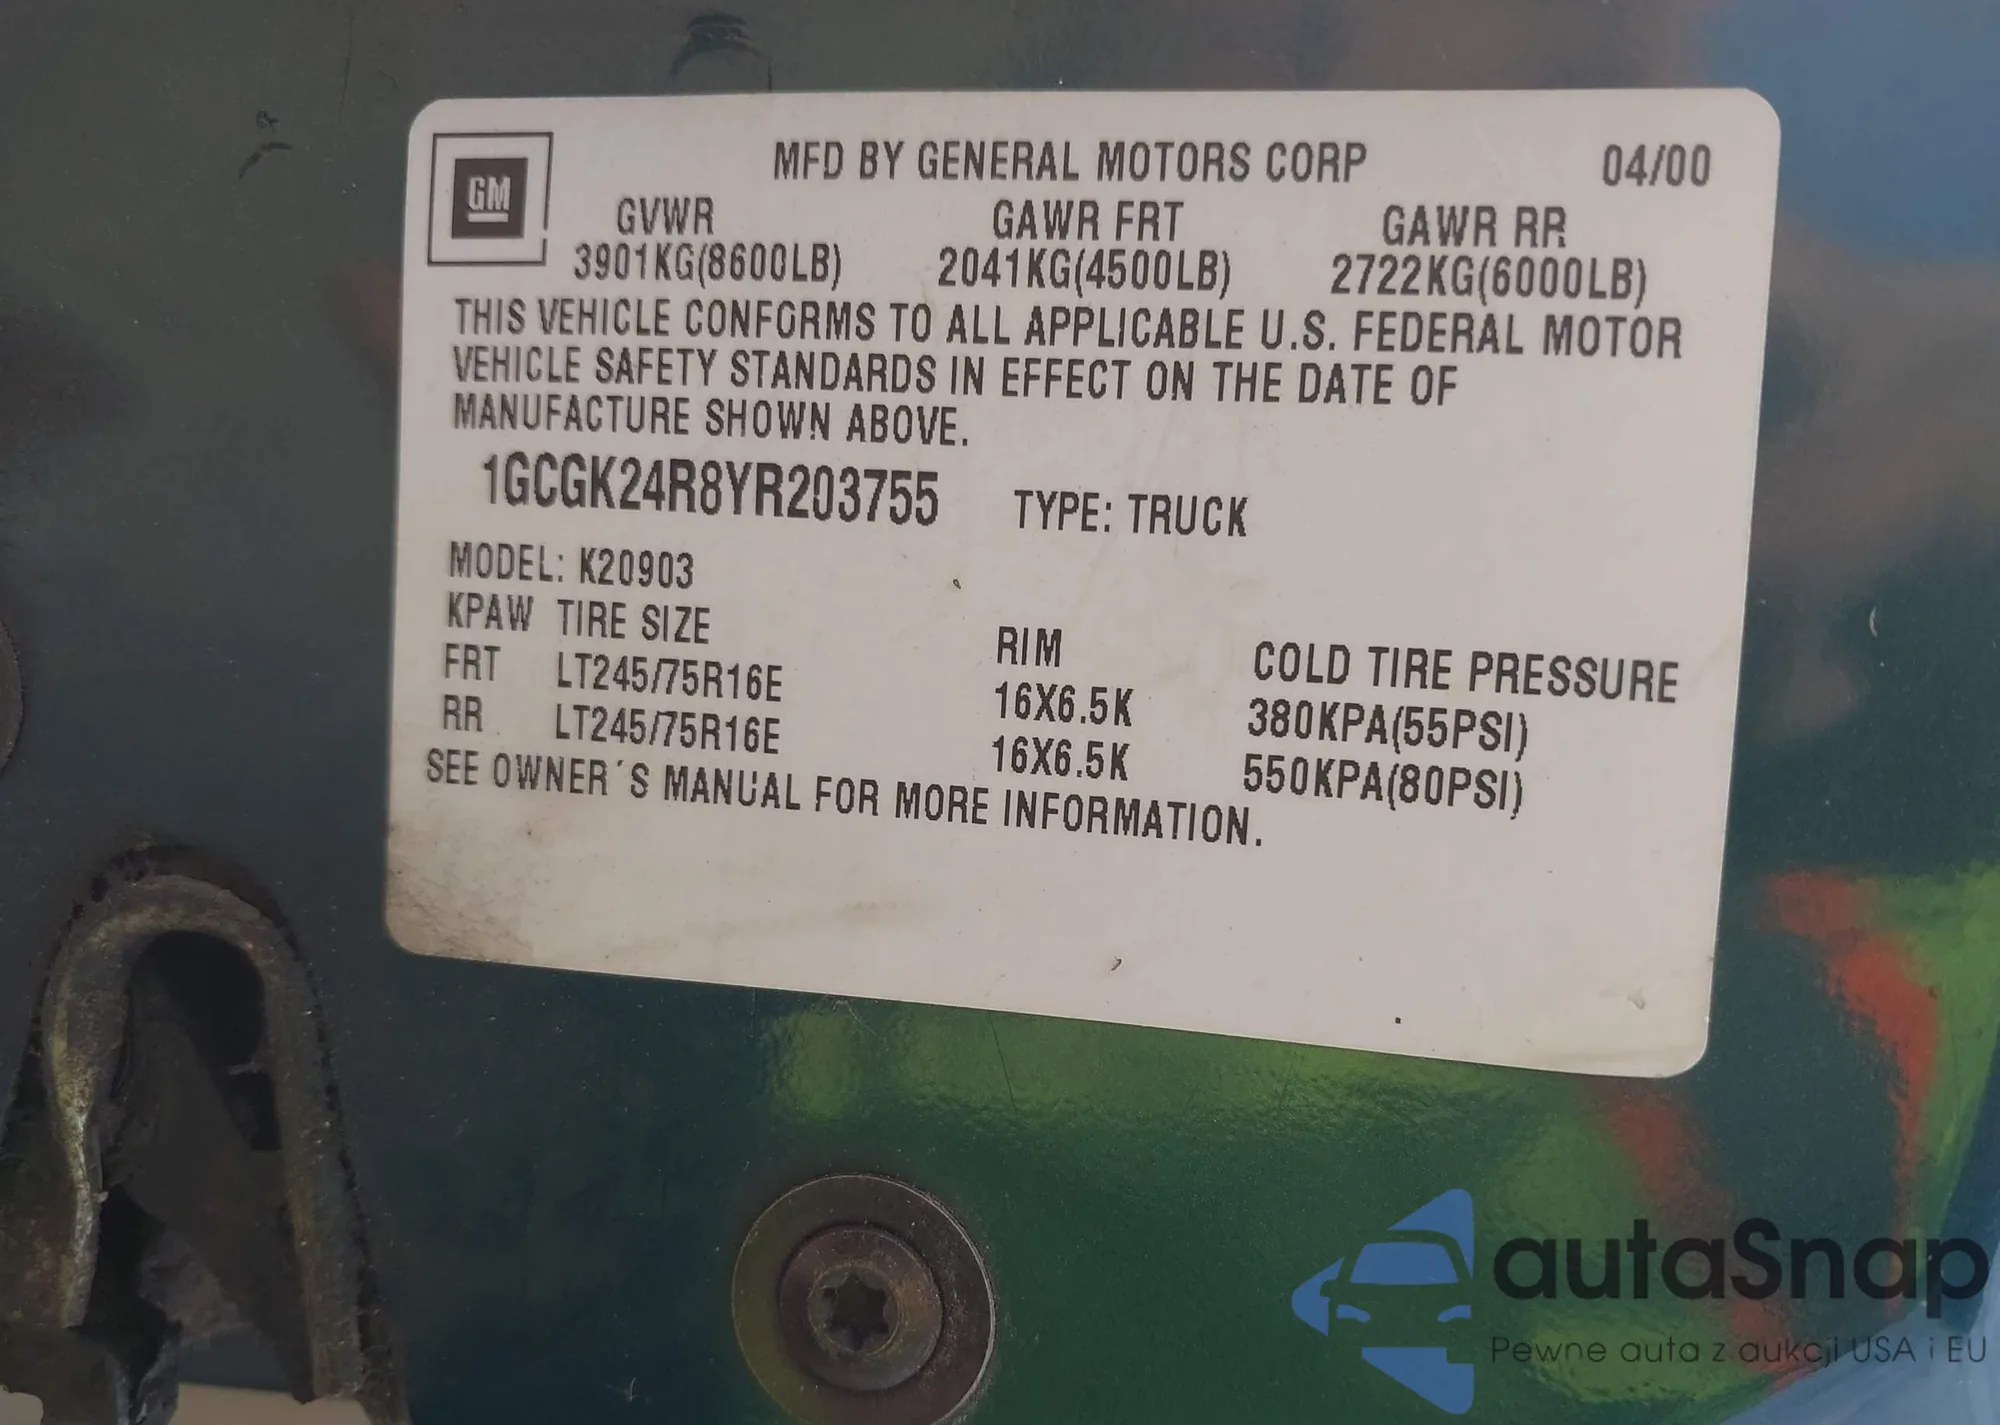 MFD BY GENERAL MOTORS CORP 04/00
GM
GVWR GAWR FRT GAWR RR
3901KG(8600LB) 2041KG(4500LB) 2722KG(6000LB)
THIS VEHICLE CONFORMS TO ALL APPLICABLE U.S. FEDERAL MOTOR
VEHICLE SAFETY STANDARDS IN EFFECT ON THE DATE OF
MANUFACTURE SHOWN ABOVE.
1GCGK24R8YR203755 TYPE: TRUCK
MODEL: K20903
KPAW TIRE SIZE RIM COLD TIRE PRESSURE
FRT LT245/75R16E 16X6.5K 380KPA(55PSI)
RR LT245/75R16E 16X6.5K 550KPA(80PSI)
SEE OWNER´S MANUAL FOR MORE INFORMATION.
autaSnap
Pewne auta z aukcji USA i EU